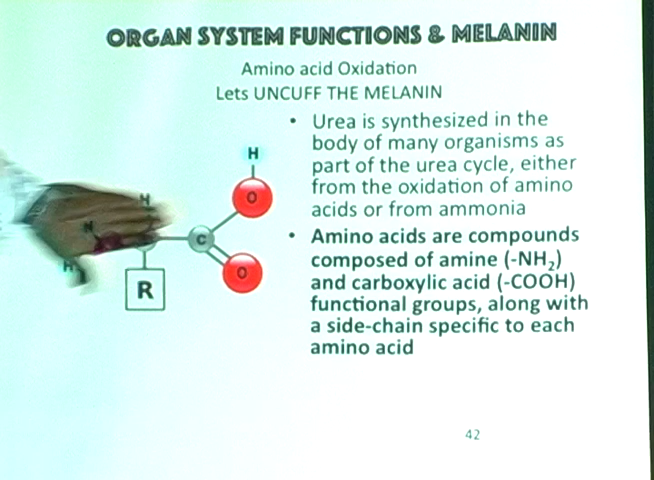 ORGAN SYSTEM FUNCTIONS & MELANIN
Amino acid Oxidation
Lets UNCUFF THE MELANIN
• Urea is synthesized in the
body of many organisms as
part of the urea cycle, either
from the oxidation of amino
acids or from ammonia
• Amino acids are compounds
composed of amine (-NH₂)
and carboxylic acid (-COOH)
functional groups, along with
a side-chain specific to each
amino acid
H
O
H
N
C
O
H
R
42